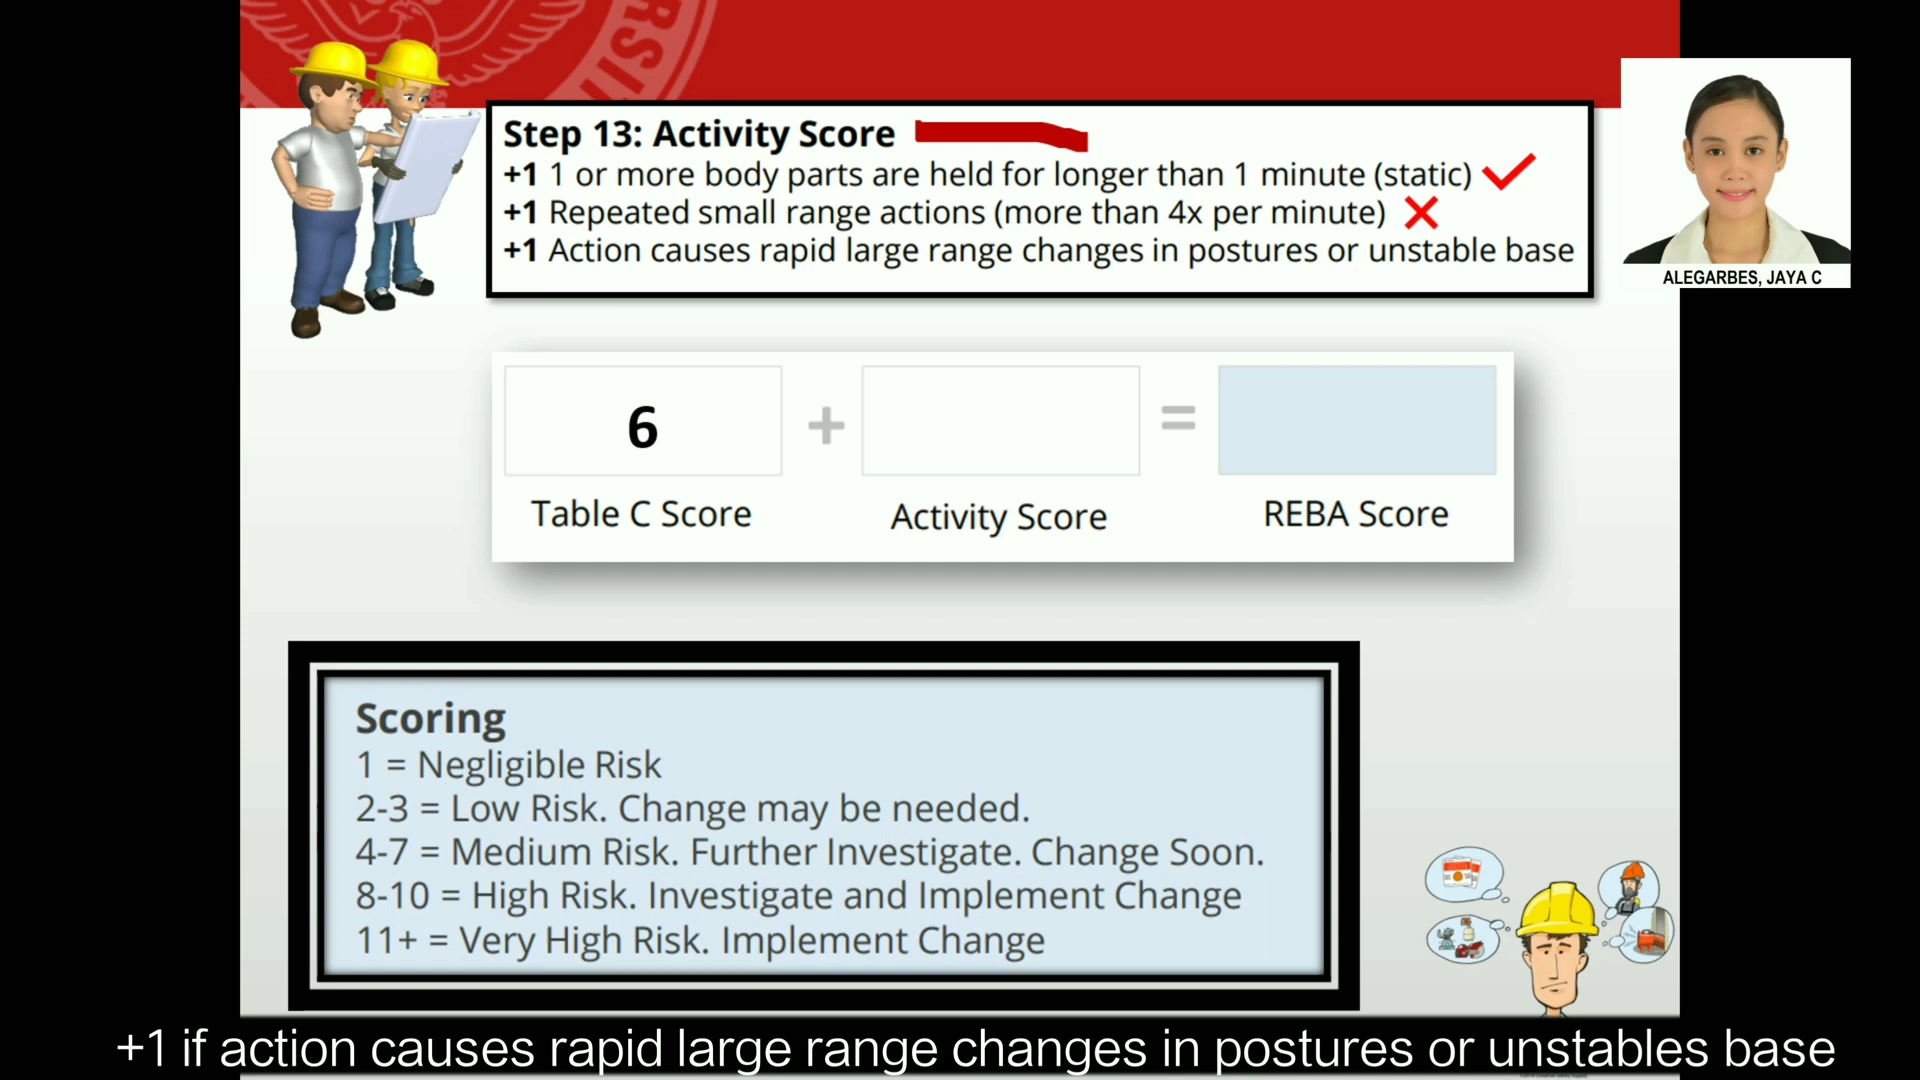 RSI
Step 13: Activity Score
+1 1 or more body parts are held for longer than 1 minute (static)
+1 Repeated small range actions (more than 4x per minute)
+1 Action causes rapid large range changes in postures or unstable base
ALEGARBES, JAYA C
6 + =
Table C Score Activity Score REBA Score
Scoring
1 = Negligible Risk
2-3 = Low Risk. Change may be needed.
4-7 = Medium Risk. Further Investigate. Change Soon.
8-10 = High Risk. Investigate and Implement Change
11+ = Very High Risk. Implement Change
+1 if action causes rapid large range changes in postures or unstables base